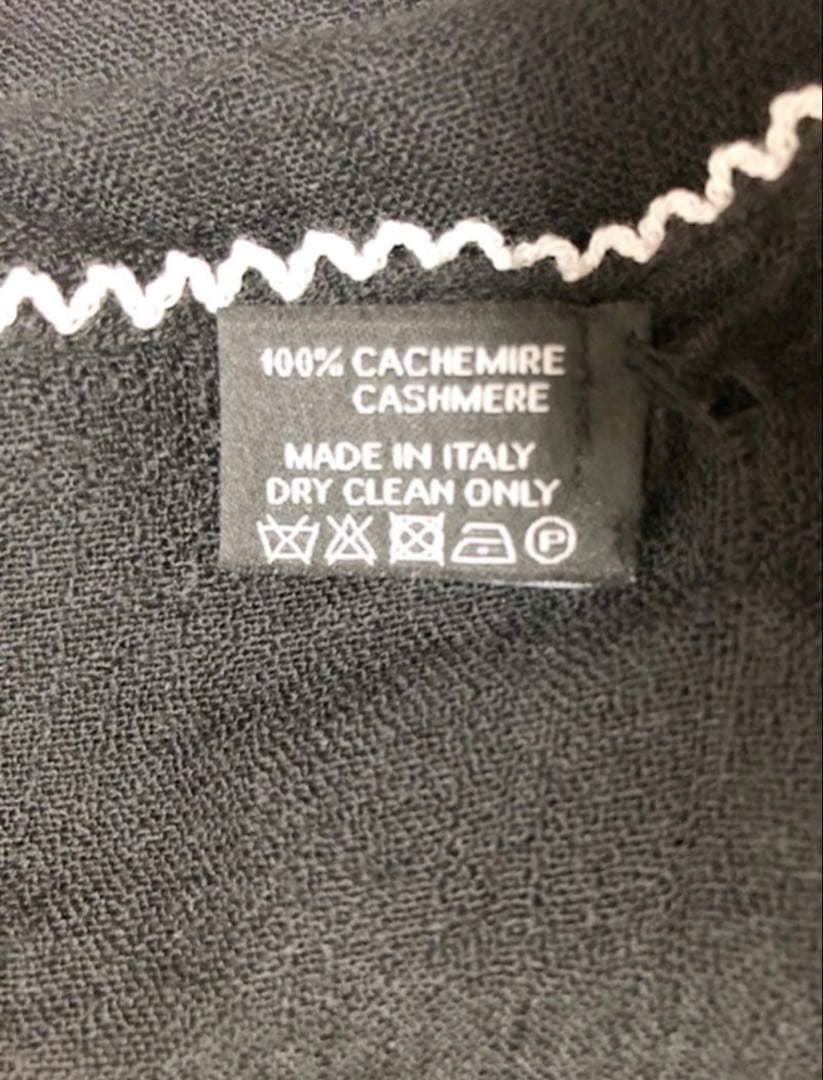 100% CACHEMIRE
CASHMERE
MADE IN ITALY
DRY CLEAN ONLY
P